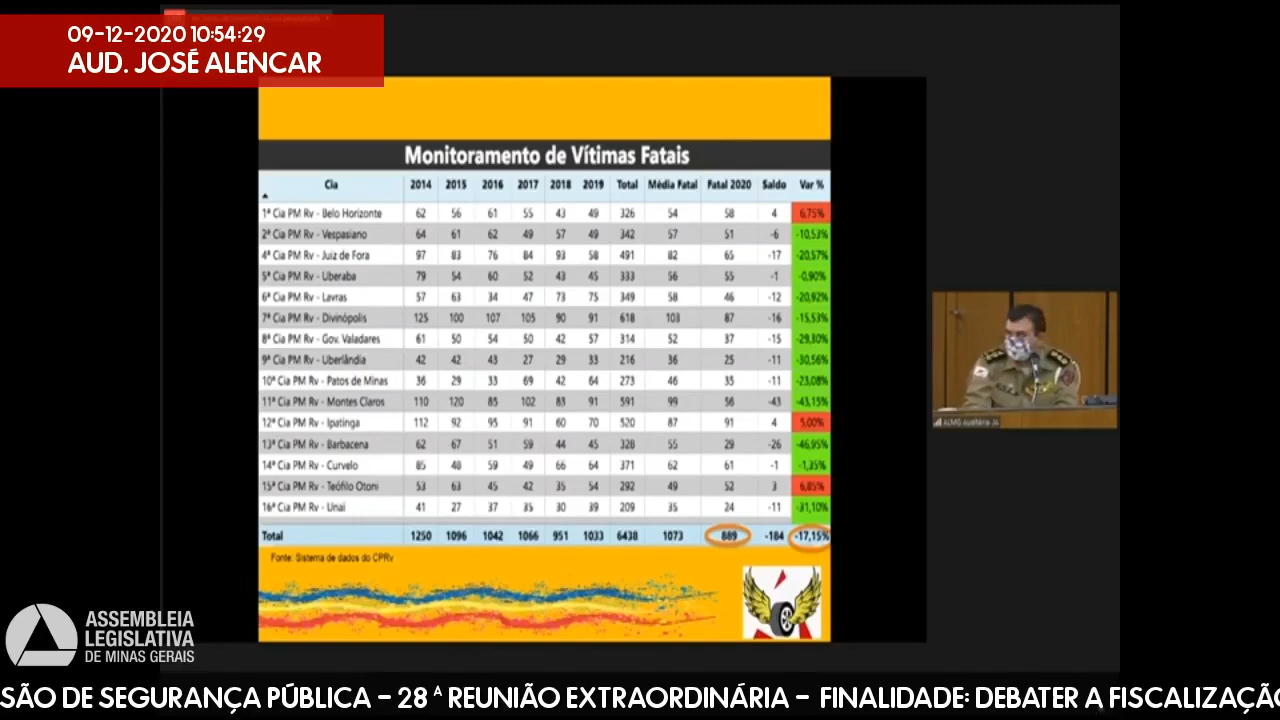 09-12-2020 10:54:29
AUD. JOSÉ ALENCAR
Monitoramento de Vítimas Fatais
Cia 2014 2015 2016 2017 2018 2019 Total Média Fatal Fatal 2020 Saldo Var %
1ª Cia PM Rv - Belo Horizonte 62 56 61 55 43 49 326 54 58 4 6,75%
2ª Cia PM Rv - Vespasiano 64 61 62 49 57 49 342 57 51 -6 -10,53%
4ª Cia PM Rv - Juiz de Fora 97 83 76 84 93 58 491 82 65 -17 -20,57%
5ª Cia PM Rv - Uberaba 79 54 60 52 43 45 333 56 55 -1 -0,90%
6ª Cia PM Rv - Lavras 57 63 34 47 73 75 349 58 46 -12 -20,92%
7ª Cia PM Rv - Divinópolis 125 100 107 105 90 91 618 103 87 -16 -15,53%
8ª Cia PM Rv - Gov. Valadares 61 50 54 50 42 57 314 52 37 -15 -29,30%
9ª Cia PM Rv - Uberlândia 42 42 43 27 29 33 216 36 25 -11 -30,56%
10ª Cia PM Rv - Patos de Minas 36 29 33 69 42 64 273 46 35 -11 -23,08%
11ª Cia PM Rv - Montes Claros 110 120 85 102 83 91 591 99 56 -43 -43,15%
12ª Cia PM Rv - Ipatinga 112 92 95 91 60 70 520 87 91 4 5,00%
13ª Cia PM Rv - Barbacena 62 67 51 59 44 45 328 55 29 -26 -46,95%
14ª Cia PM Rv - Curvelo 85 48 59 49 66 64 371 62 61 -1 -1,35%
15ª Cia PM Rv - Teófilo Otoni 53 63 45 42 35 54 292 49 52 3 6,85%
16ª Cia PM Rv - Unaí 41 27 37 35 30 39 209 35 24 -11 -31,10%
Total 1250 1096 1042 1066 951 1033 6438 1073 889 -184 -17,15%
Fonte: Sistema de dados do CPRv
ALMG Auditório JA
ASSEMBLEIA
LEGISLATIVA
DE MINAS GERAIS
SÃO DE SEGURANÇA PÚBLICA - 28ª REUNIÃO EXTRAORDINÁRIA - FINALIDADE: DEBATER A FISCALIZAÇÃO